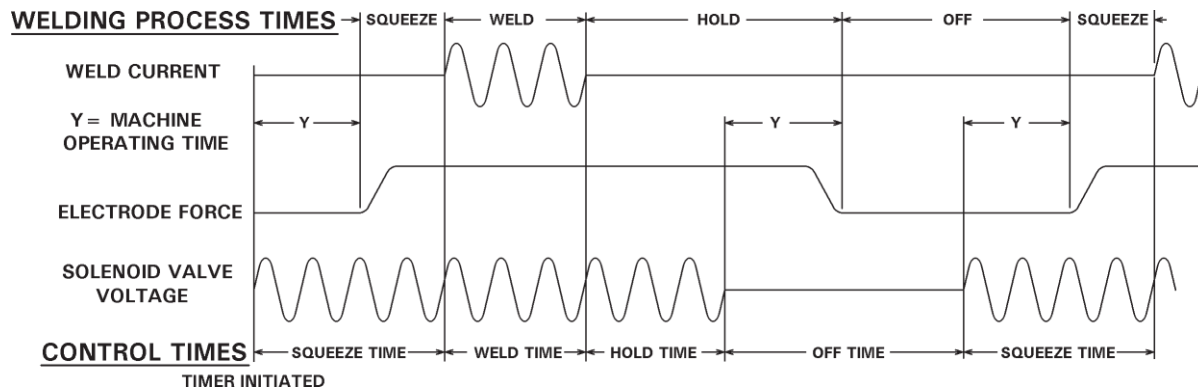 WELDING PROCESS TIMES
SQUEEZE WELD HOLD OFF SQUEEZE
WELD CURRENT
Y = MACHINE
OPERATING TIME
Y Y Y
ELECTRODE FORCE
SOLENOID VALVE
VOLTAGE
CONTROL TIMES
SQUEEZE TIME WELD TIME HOLD TIME OFF TIME SQUEEZE TIME
TIMER INITIATED